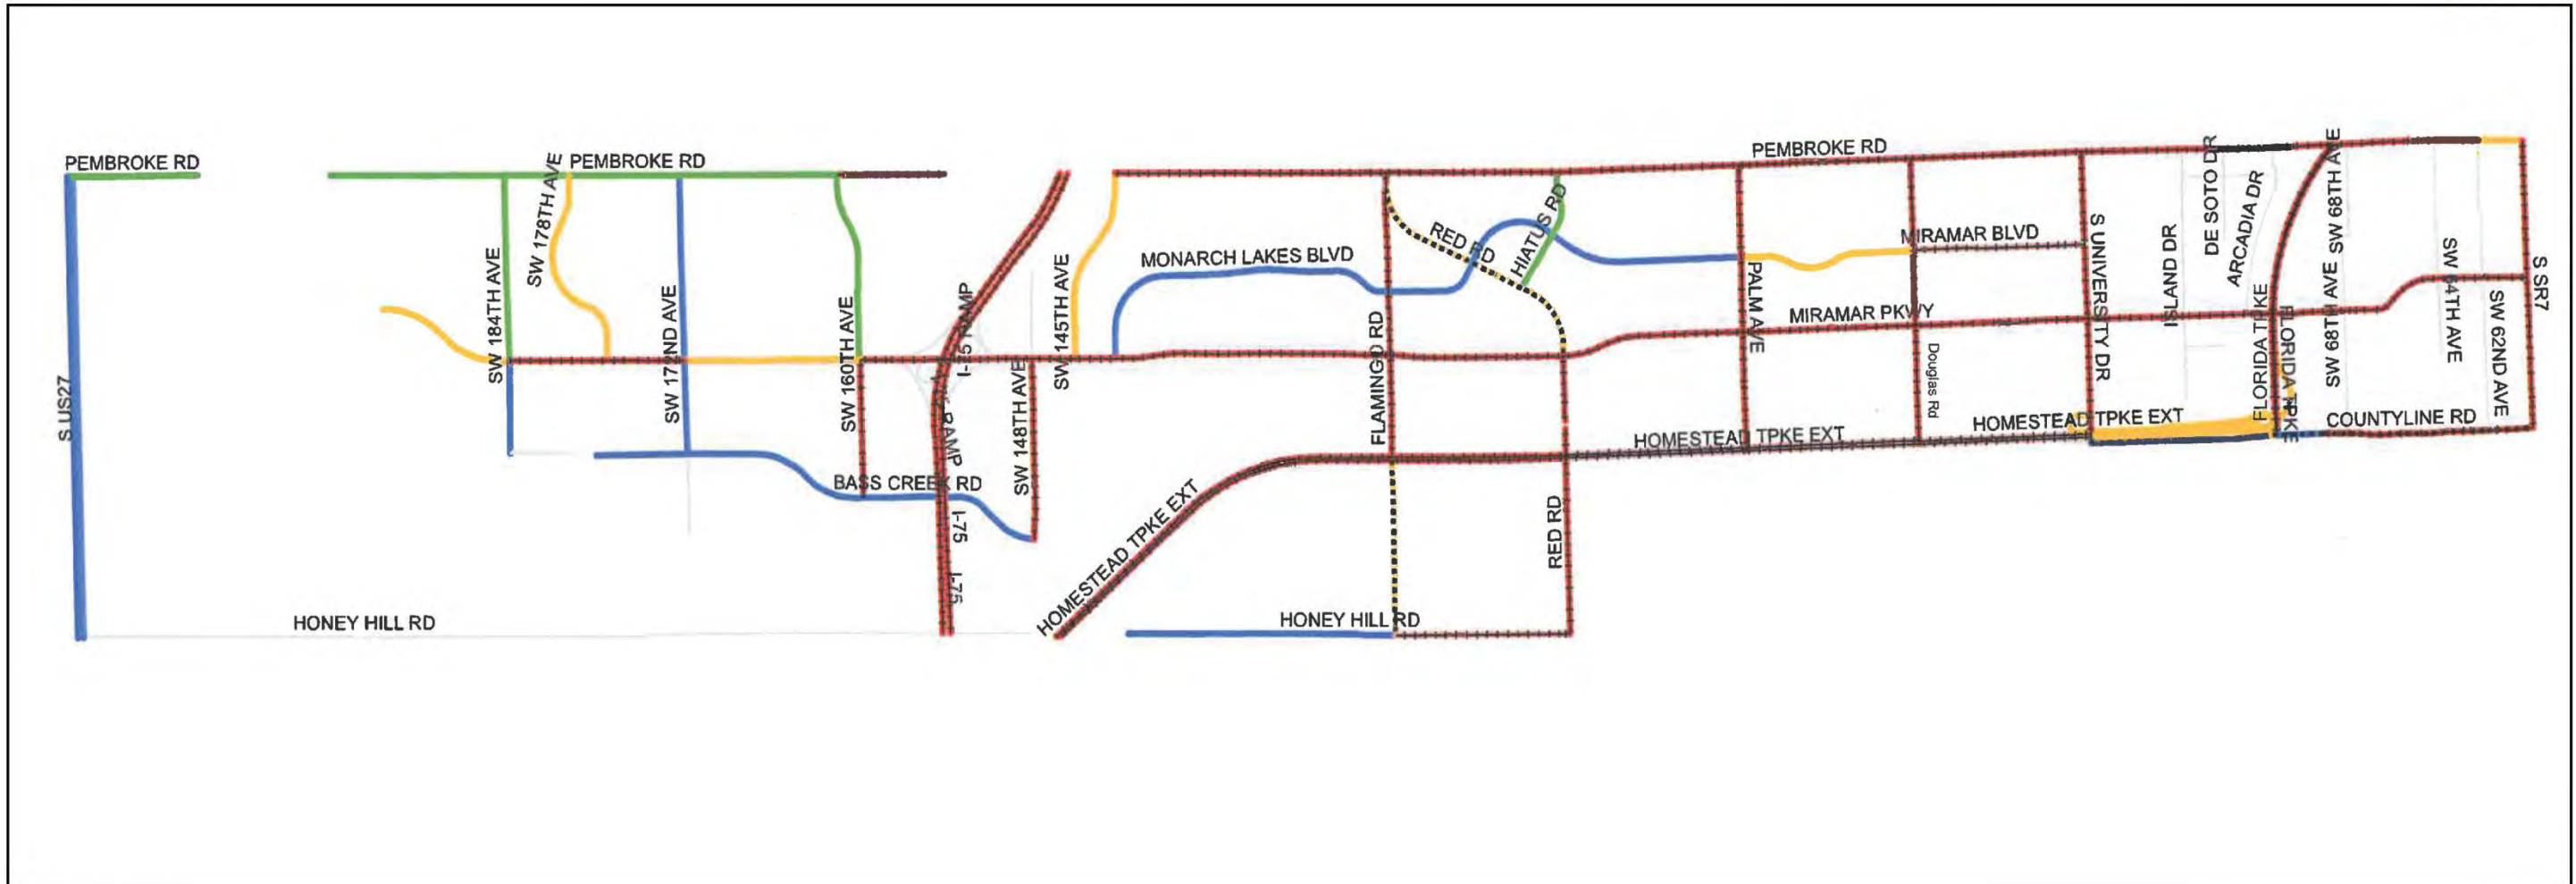 PEMBROKE RD
PEMBROKE RD
PEMBROKE RD
SW 178TH AVE
SW 184TH AVE
SW 172ND AVE
SW 160TH AVE
S US27
I-75
RAMP
RAMP
SW 145TH AVE
SW 148TH AVE
MONARCH LAKES BLVD
RED RD
HIATUS RD
FLAMINGO RD
PALM AVE
MIRAMAR BLVD
MIRAMAR PKWY
Douglas Rd
S UNIVERSITY DR
ISLAND DR
DE SOTO DR
ARCADIA DR
FLORIDA TPKE
FLORIDA TPKE
SW 68TH AVE
SW 68TH AVE
SW 64TH AVE
SW 62ND AVE
S SR7
HOMESTEAD TPKE EXT
HOMESTEAD TPKE EXT
HOMESTEAD TPKE EXT
COUNTYLINE RD
BASS CREEK RD
I-75
I-75
RED RD
HONEY HILL RD
HONEY HILL RD